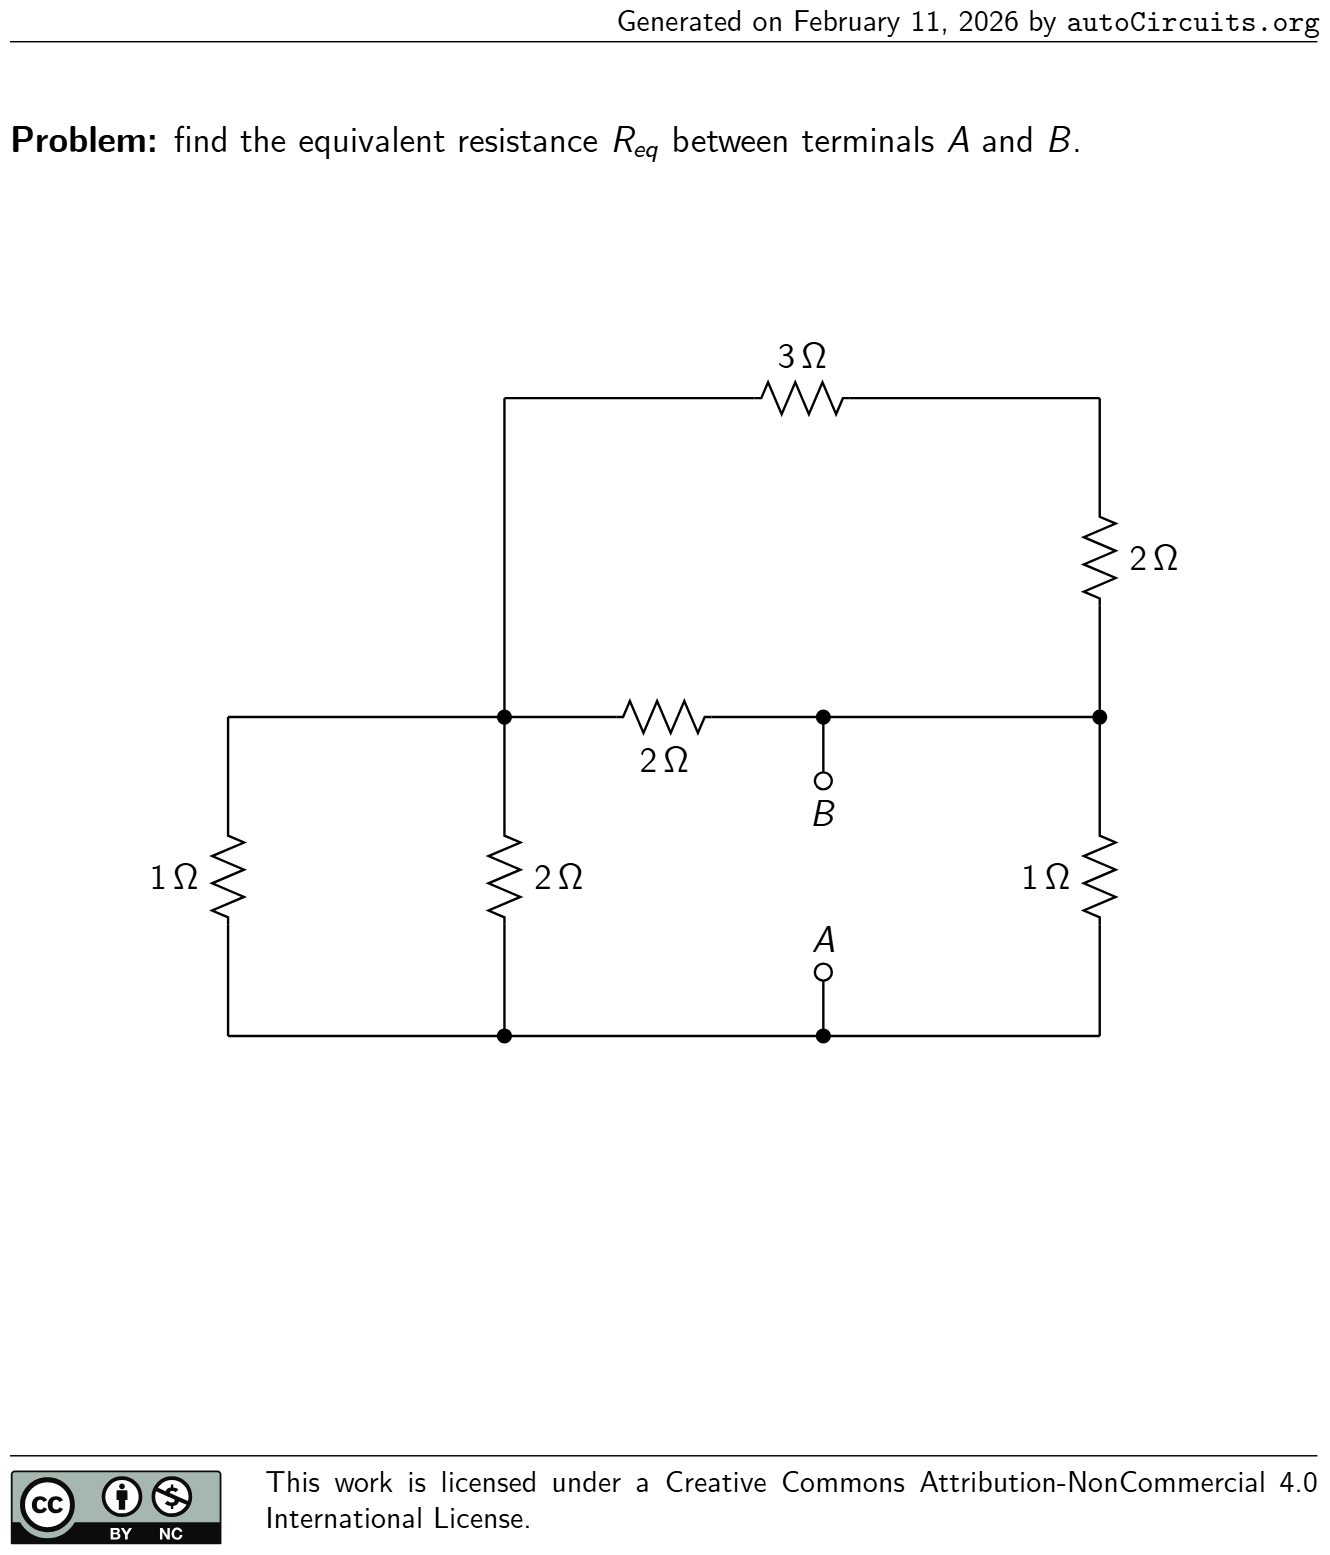 Generated on February 11, 2026 by autoCircuits.org
Problem: find the equivalent resistance Req between terminals A and B.
3 Ω
2 Ω
2 Ω
B
1 Ω
2 Ω
1 Ω
A
cc
BY NC
This work is licensed under a Creative Commons Attribution-NonCommercial 4.0
International License.